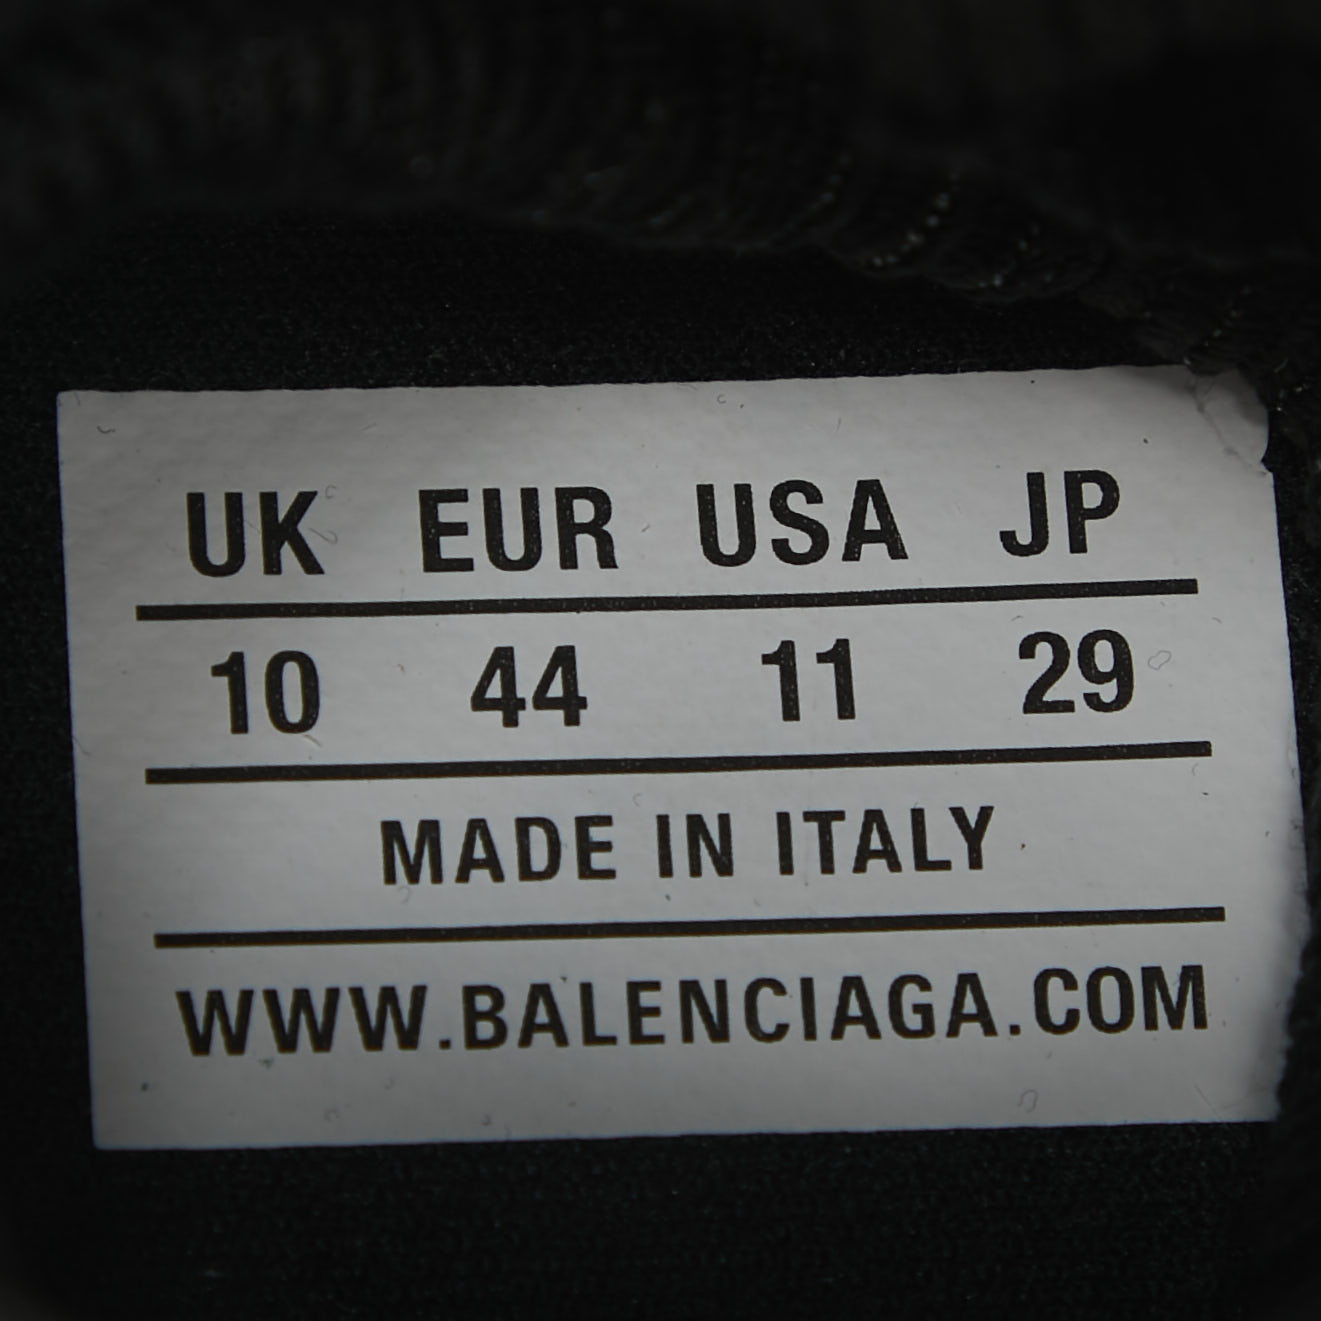 UK EUR USA JP
10 44 11 29
MADE IN ITALY
WWW.BALENCIAGA.COM